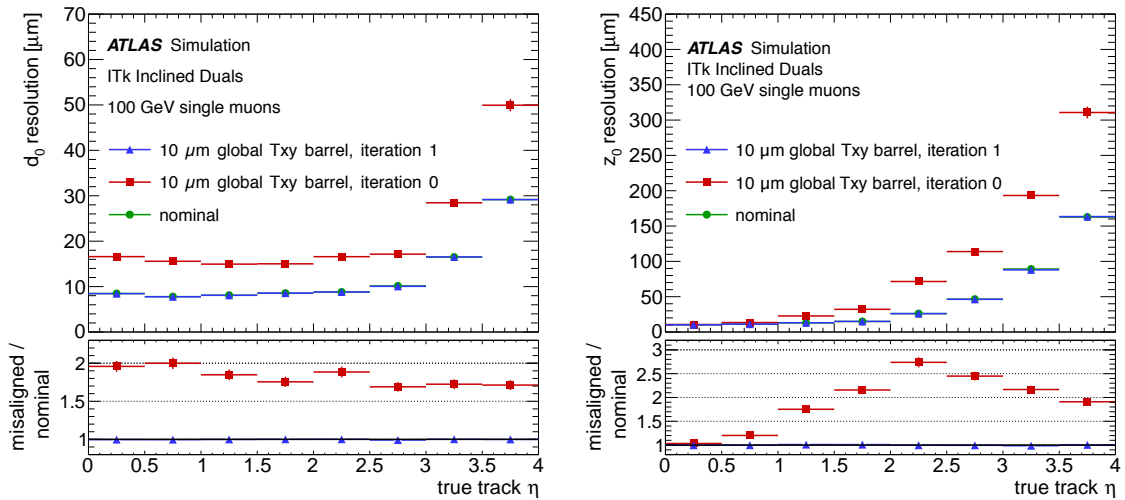 d₀ resolution [μm]
70
60
50
40
30
20
10
0
ATLAS Simulation
ITk Inclined Duals
100 GeV single muons
10 μm global Txy barrel, iteration 1
10 μm global Txy barrel, iteration 0
nominal
misaligned /
nominal
2
1.5
1
0 0.5 1 1.5 2 2.5 3 3.5 4
true track η
z₀ resolution [μm]
450
400
350
300
250
200
150
100
50
0
ATLAS Simulation
ITk Inclined Duals
100 GeV single muons
10 μm global Txy barrel, iteration 1
10 μm global Txy barrel, iteration 0
nominal
misaligned /
nominal
3
2.5
2
1.5
1
0 0.5 1 1.5 2 2.5 3 3.5 4
true track η